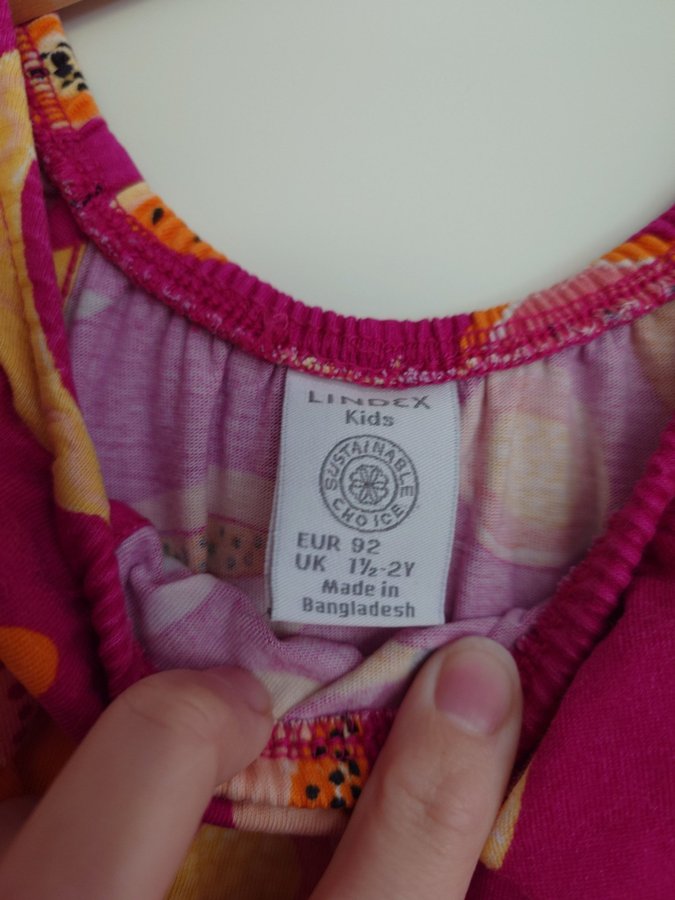 LINDEX
Kids
SUSTAINABLE
CHOICE
EUR 92
UK 1½-2Y
Made in
Bangladesh